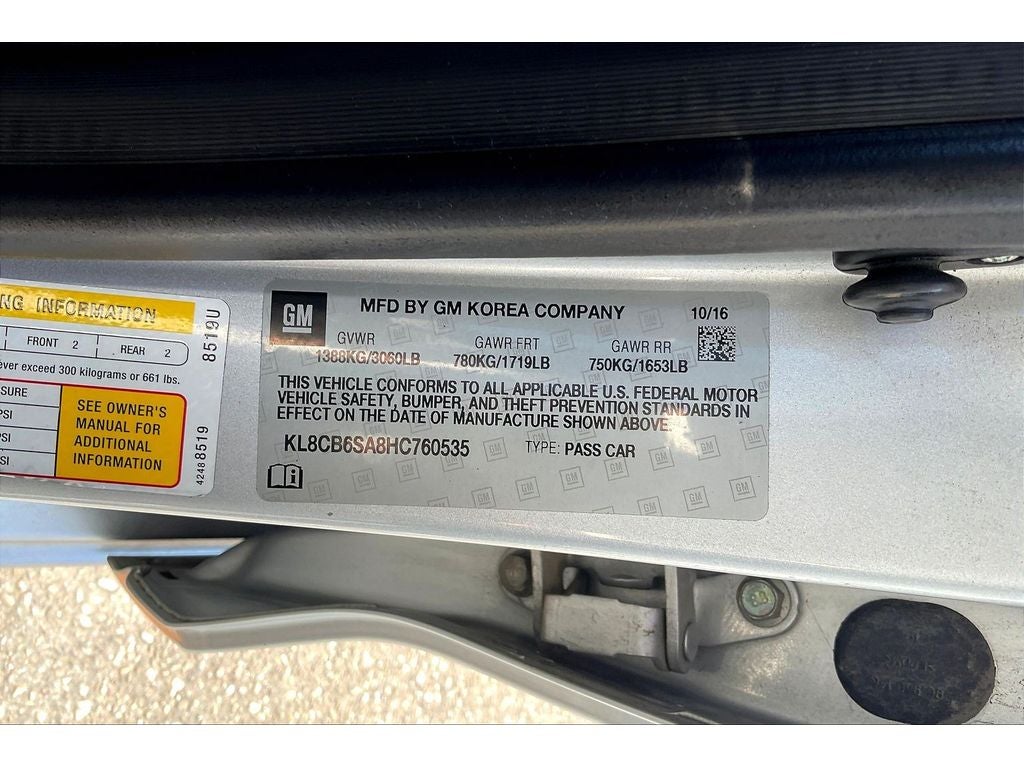 NG INFORMATION
FRONT 2 REAR 2
ever exceed 300 kilograms or 661 lbs.
SSURE
PSI
PSI
SI
SEE OWNER'S
MANUAL FOR
ADDITIONAL
INFORMATION
8519U
42488519
GM
MFD BY GM KOREA COMPANY
10/16
GVWR GAWR FRT GAWR RR
1388KG/3060LB 780KG/1719LB 750KG/1653LB
THIS VEHICLE CONFORMS TO ALL APPLICABLE U.S. FEDERAL MOTOR
VEHICLE SAFETY, BUMPER, AND THEFT PREVENTION STANDARDS IN
EFFECT ON THE DATE OF MANUFACTURE SHOWN ABOVE.
KL8CB6SA8HC760535 TYPE: PASS CAR